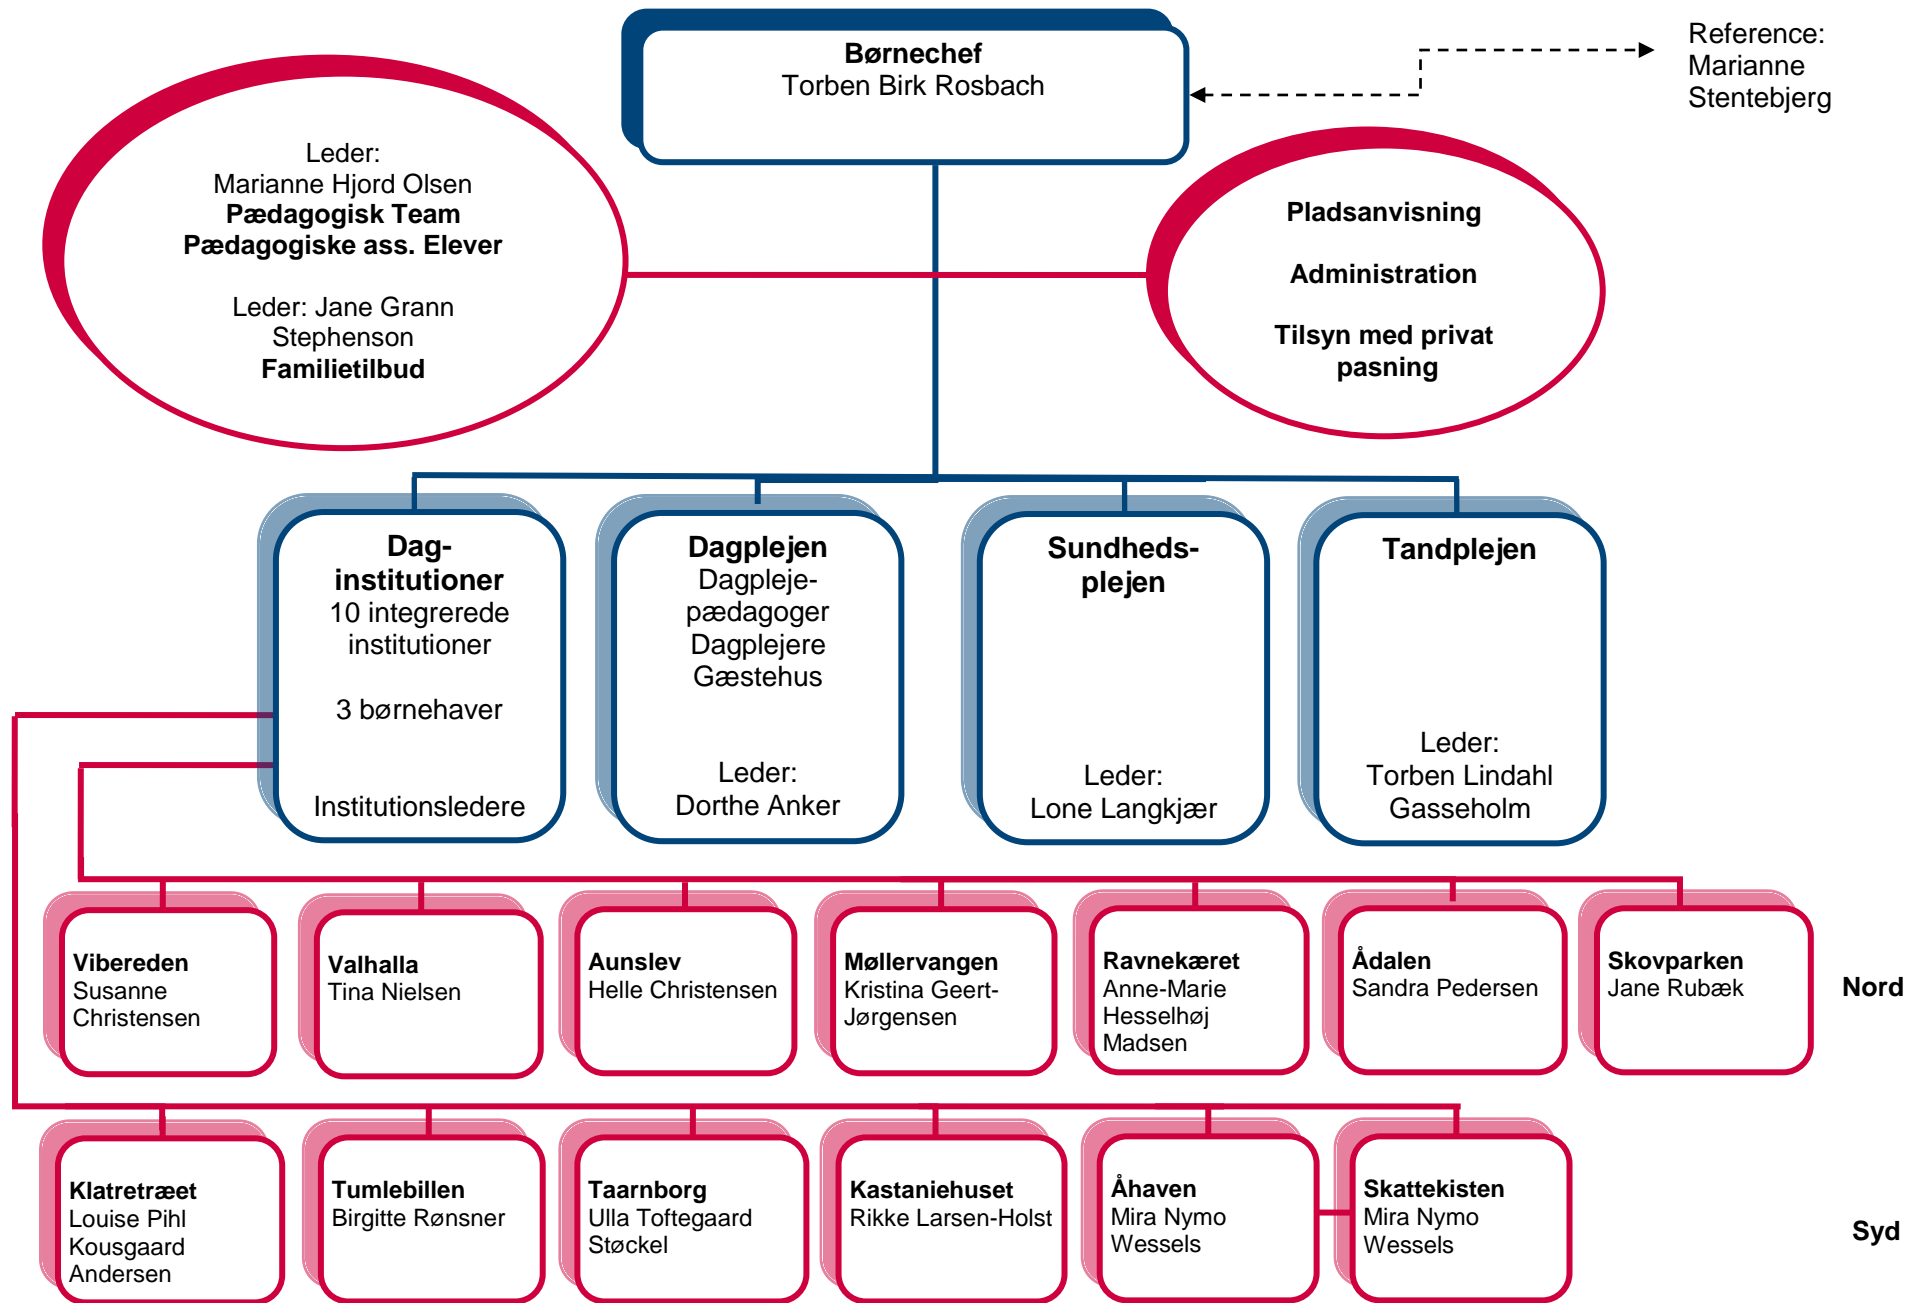 Børnechef
Torben Birk Rosbach
Reference:
Marianne
Stentebjerg
Leder:
Marianne Hjord Olsen
Pædagogisk Team
Pædagogiske ass. Elever
Leder: Jane Grann
Stephenson
Familietilbud
Pladsanvisning
Administration
Tilsyn med privat
pasning
Dag-
institutioner
10 integrerede
institutioner
3 børnehaver
Institutionsledere
Dagplejen
Dagpleje-
pædagoger
Dagplejere
Gæstehus
Leder:
Dorthe Anker
Sundheds-
plejen
Leder:
Lone Langkjær
Tandplejen
Leder:
Torben Lindahl
Gasseholm
Vibereden
Susanne
Christensen
Valhalla
Tina Nielsen
Aunslev
Helle Christensen
Møllervangen
Kristina Geert-
Jørgensen
Ravnekæret
Anne-Marie
Hesselhøj
Madsen
Ådalen
Sandra Pedersen
Skovparken
Jane Rubæk
Nord
Klatretræet
Louise Pihl
Kousgaard
Andersen
Tumlebillen
Birgitte Rønsner
Taarnborg
Ulla Toftegaard
Støckel
Kastaniehuset
Rikke Larsen-Holst
Åhaven
Mira Nymo
Wessels
Skattekisten
Mira Nymo
Wessels
Syd